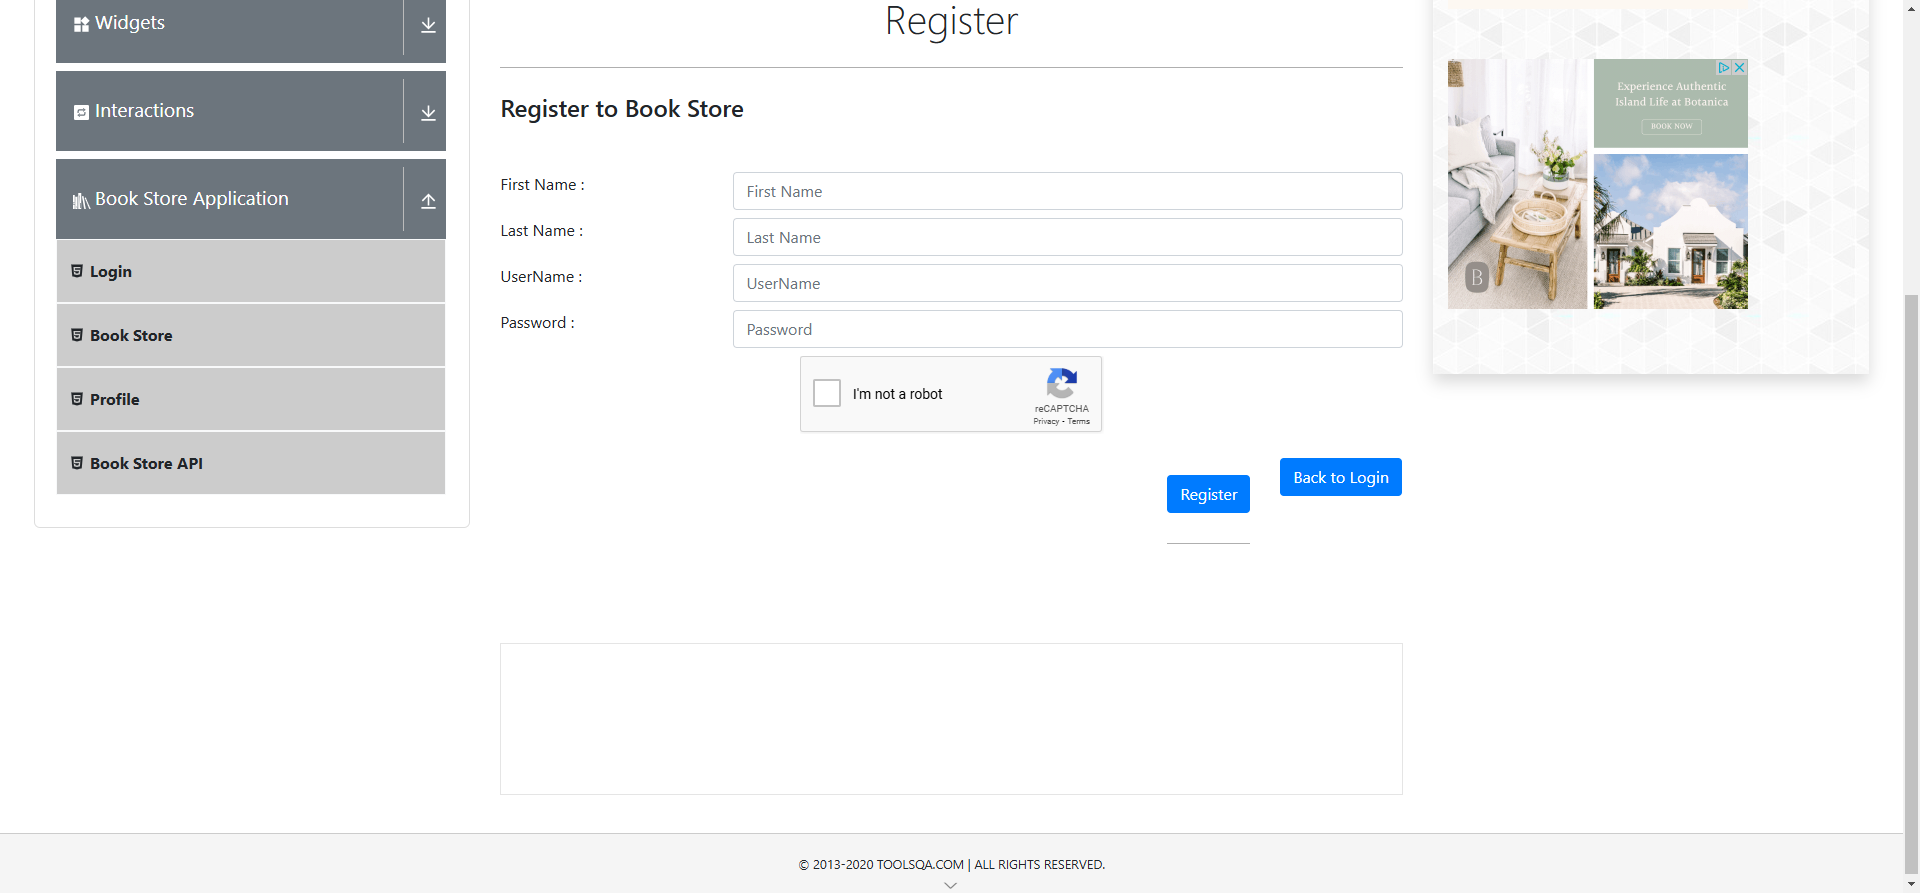 Widgets
Interactions
Book Store Application
Login
Book Store
Profile
Book Store API
Register
Register to Book Store
First Name :
First Name
Last Name :
Last Name
UserName :
UserName
Password :
Password
I'm not a robot
reCAPTCHA
Privacy - Terms
Register
Back to Login
Experience Authentic
Island Life at Botanica
BOOK NOW
B
© 2013-2020 TOOLSQA.COM | ALL RIGHTS RESERVED.